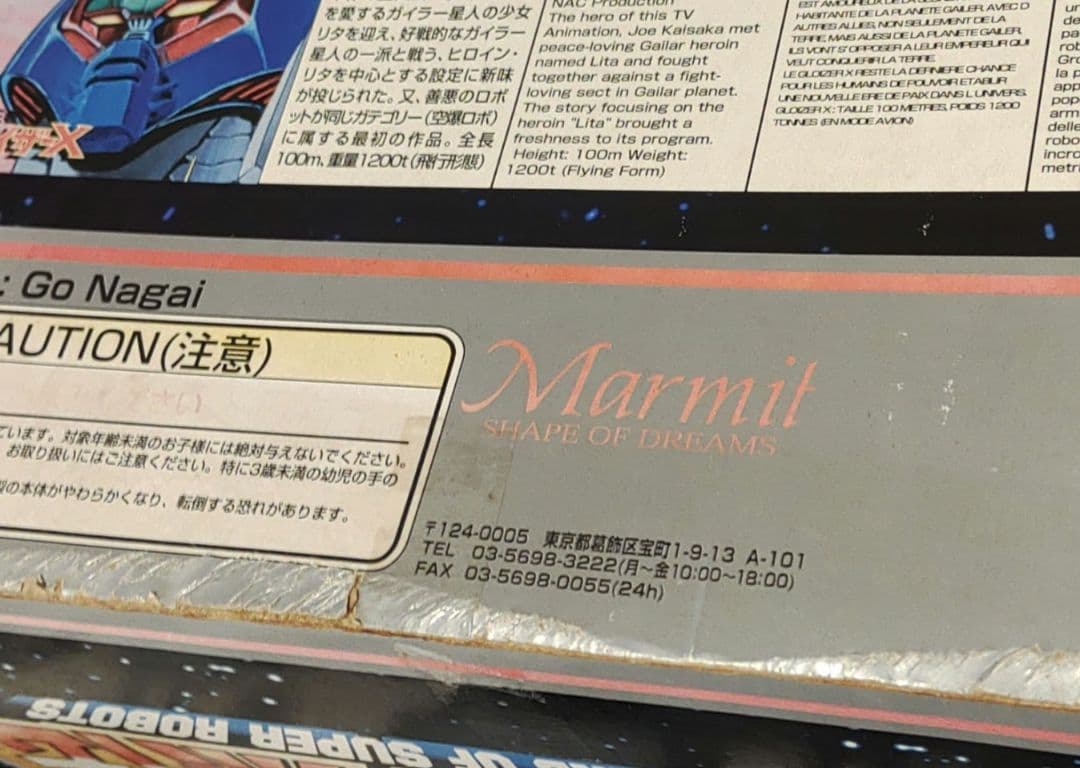 を愛するガイラー星人の少女
リタを迎え、好戦的なガイラー
星人の一派と戦う、ヒロイン・
リタを中心とする設定に新味
が投じられた。又、善悪のロボ
ットが同じカテゴリー(空爆ロボ)
に属する最初の作品。全長
100m、重量1200t(飛行形態)
NAC Production
The hero of this TV
Animation, Joe Kaisaka met
peace-loving Gailar heroin
named Lita and fought
together against a fight-
loving sect in Gailar planet.
The story focusing on the
heroin "Lita" brought a
freshness to its program.
Height: 100m Weight:
1200t (Flying Form)
HABITANTE DE LA PLANETE GAILER. AVEC D
AUTRES ALLIES, NON SEULEMENT DE LA
TERRE, MAIS AUSSI DE LA PLANETE GAILER,
ILS VONT S'OPPOSER A LEUR EMPEREUR QUI
VEUT CONQUERIR LA TERRE.
LE GLOIZER X RESTE LA DERNIERE CHANCE
POUR LES HUMAINS DE POUVOIR ETABLIR
UNE NOUVELLE ERE DE PAIX DANS L'UNIVERS.
GLOIZER X : TAILLE 100 METRES, POIDS 1200
TONNES (EN MODE AVION)
: Go Nagai
AUTION(注意)
ています。対象年齢未満のお子様には絶対与えないでください。
お取り扱いにはご注意ください。特に3歳未満の幼児の手の
の本体がやわらかくなり、転倒する恐れがあります。
Marmit
SHAPE OF DREAMS
〒124-0005 東京都葛飾区宝町1-9-13 A-101
TEL 03-5698-3222(月〜金10:00〜18:00)
FAX 03-5698-0055(24h)
OF SUPER ROBOTS